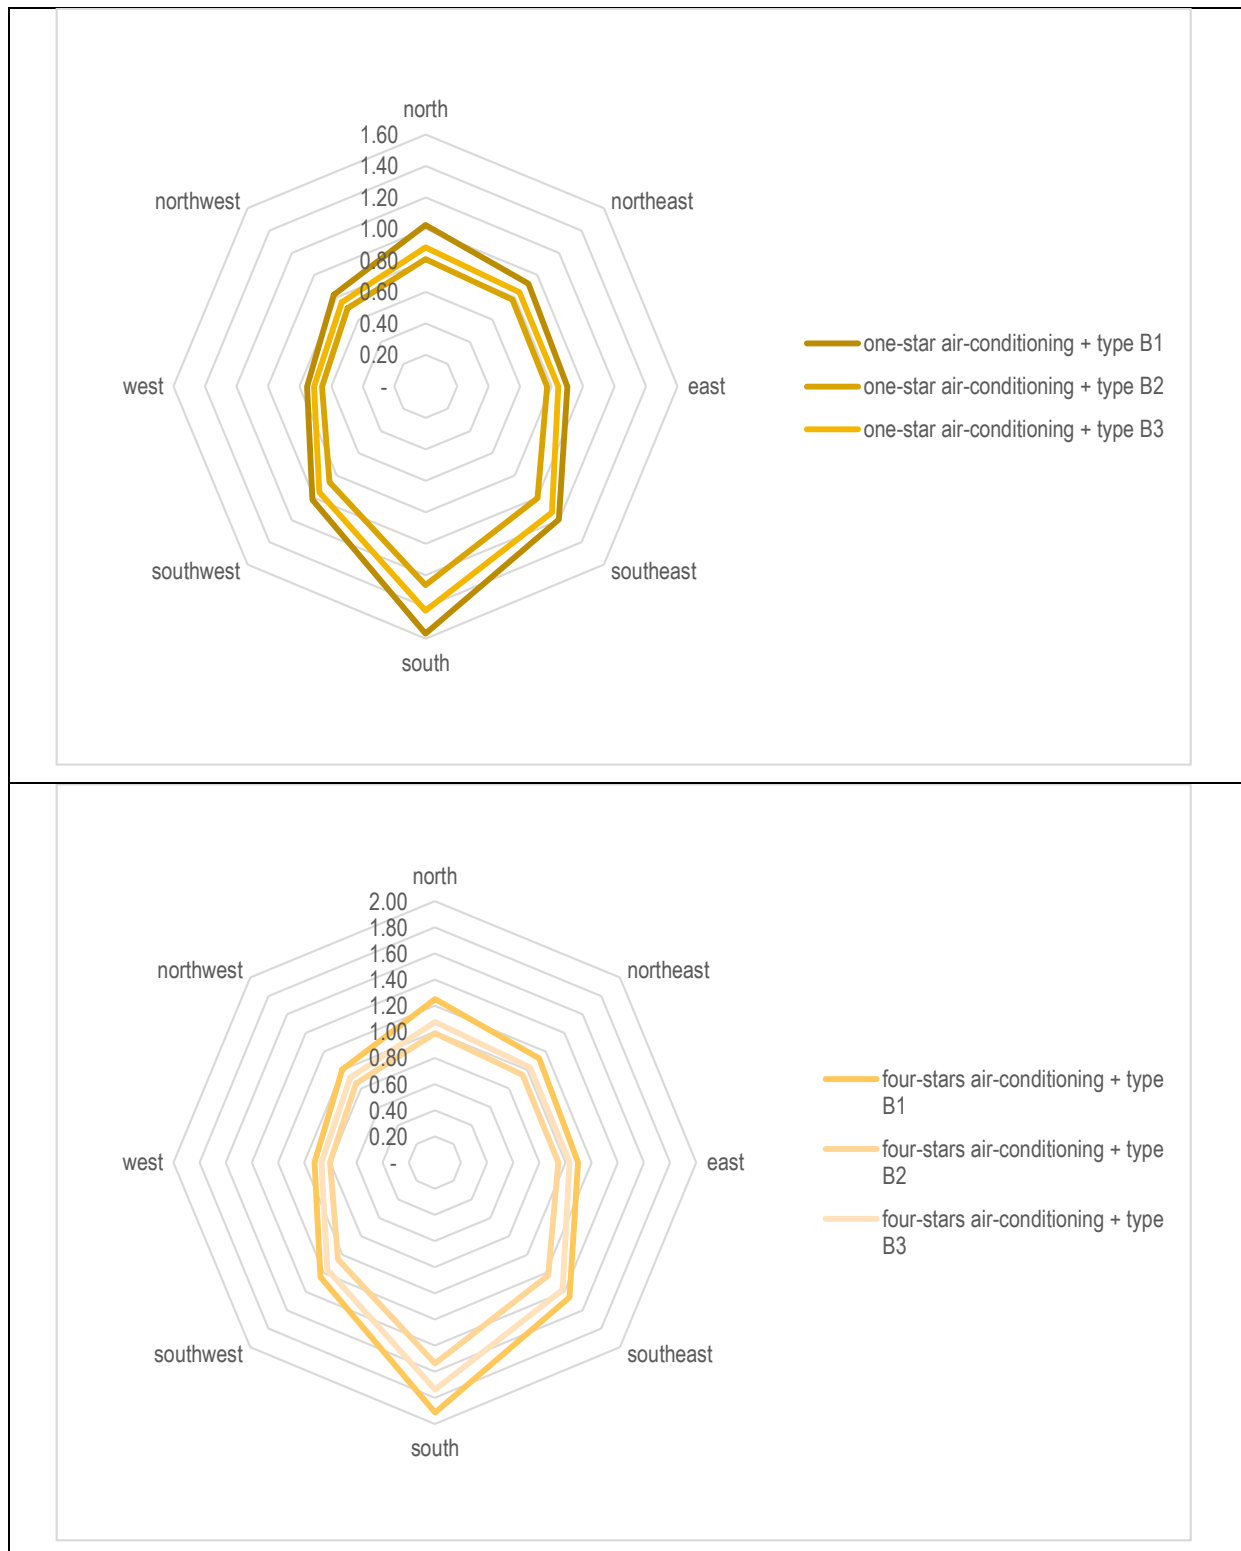 north
1.60
1.40
northwest
1.20
northeast
1.00
0.80
0.60
0.40
0.20
west
-
east
southwest
southeast
south
one-star air-conditioning + type B1
one-star air-conditioning + type B2
one-star air-conditioning + type B3
north
2.00
1.80
1.60
northwest
1.40
northeast
1.20
1.00
0.80
0.60
0.40
0.20
west
-
east
southwest
southeast
south
four-stars air-conditioning + type
B1
four-stars air-conditioning + type
B2
four-stars air-conditioning + type
B3